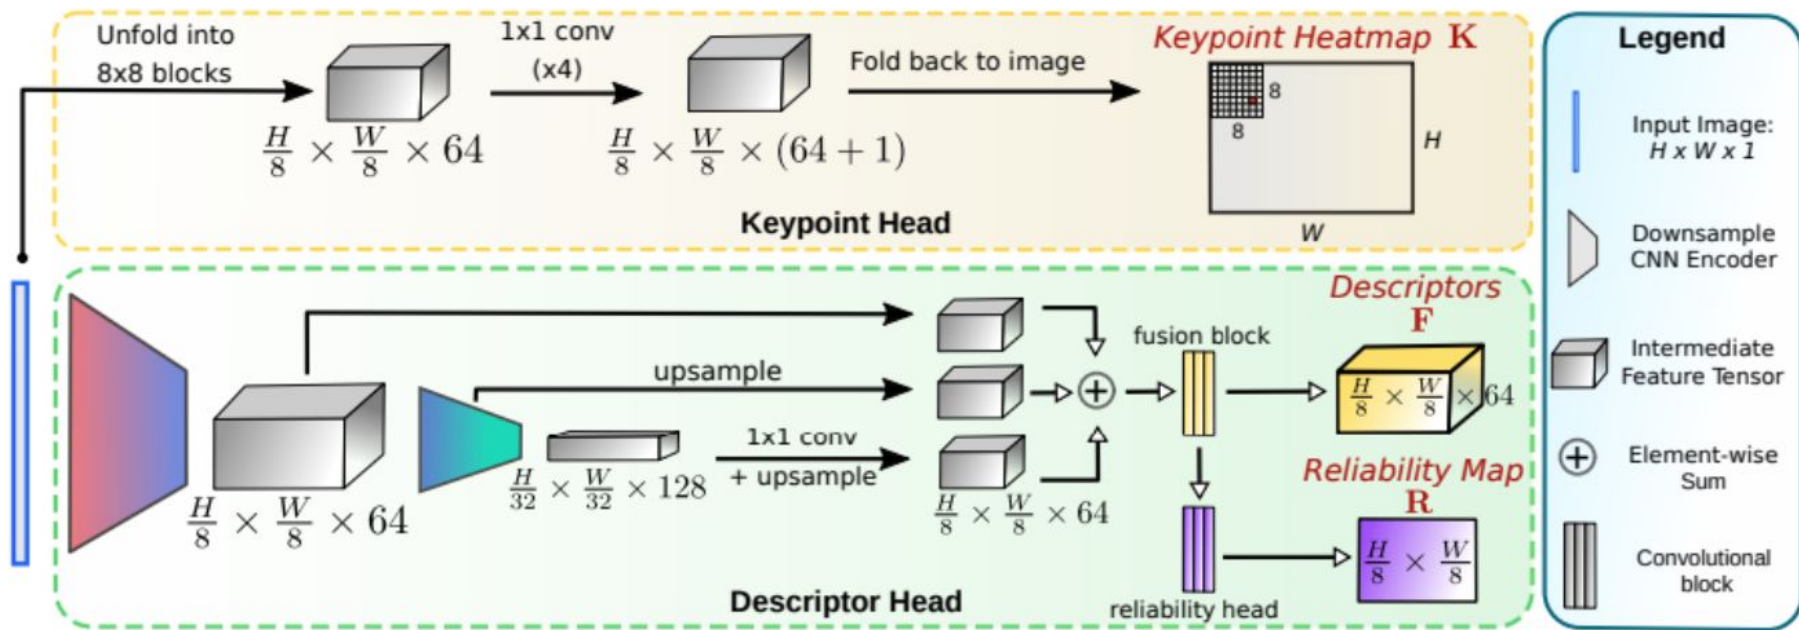 Unfold into
8x8 blocks
H/8 × W/8 × 64
1x1 conv
(x4)
H/8 × W/8 × (64 + 1)
Fold back to image
Keypoint Heatmap K
8
8
H
W
Keypoint Head
H/8 × W/8 × 64
upsample
H/32 × W/32 × 128
1x1 conv
+ upsample
H/8 × W/8 × 64
fusion block
Descriptors
F
H/8 × W/8 × 64
Reliability Map
R
H/8 × W/8
reliability head
Descriptor Head
Legend
Input Image:
H x W x 1
Downsample
CNN Encoder
Intermediate
Feature Tensor
Element-wise
Sum
Convolutional
block